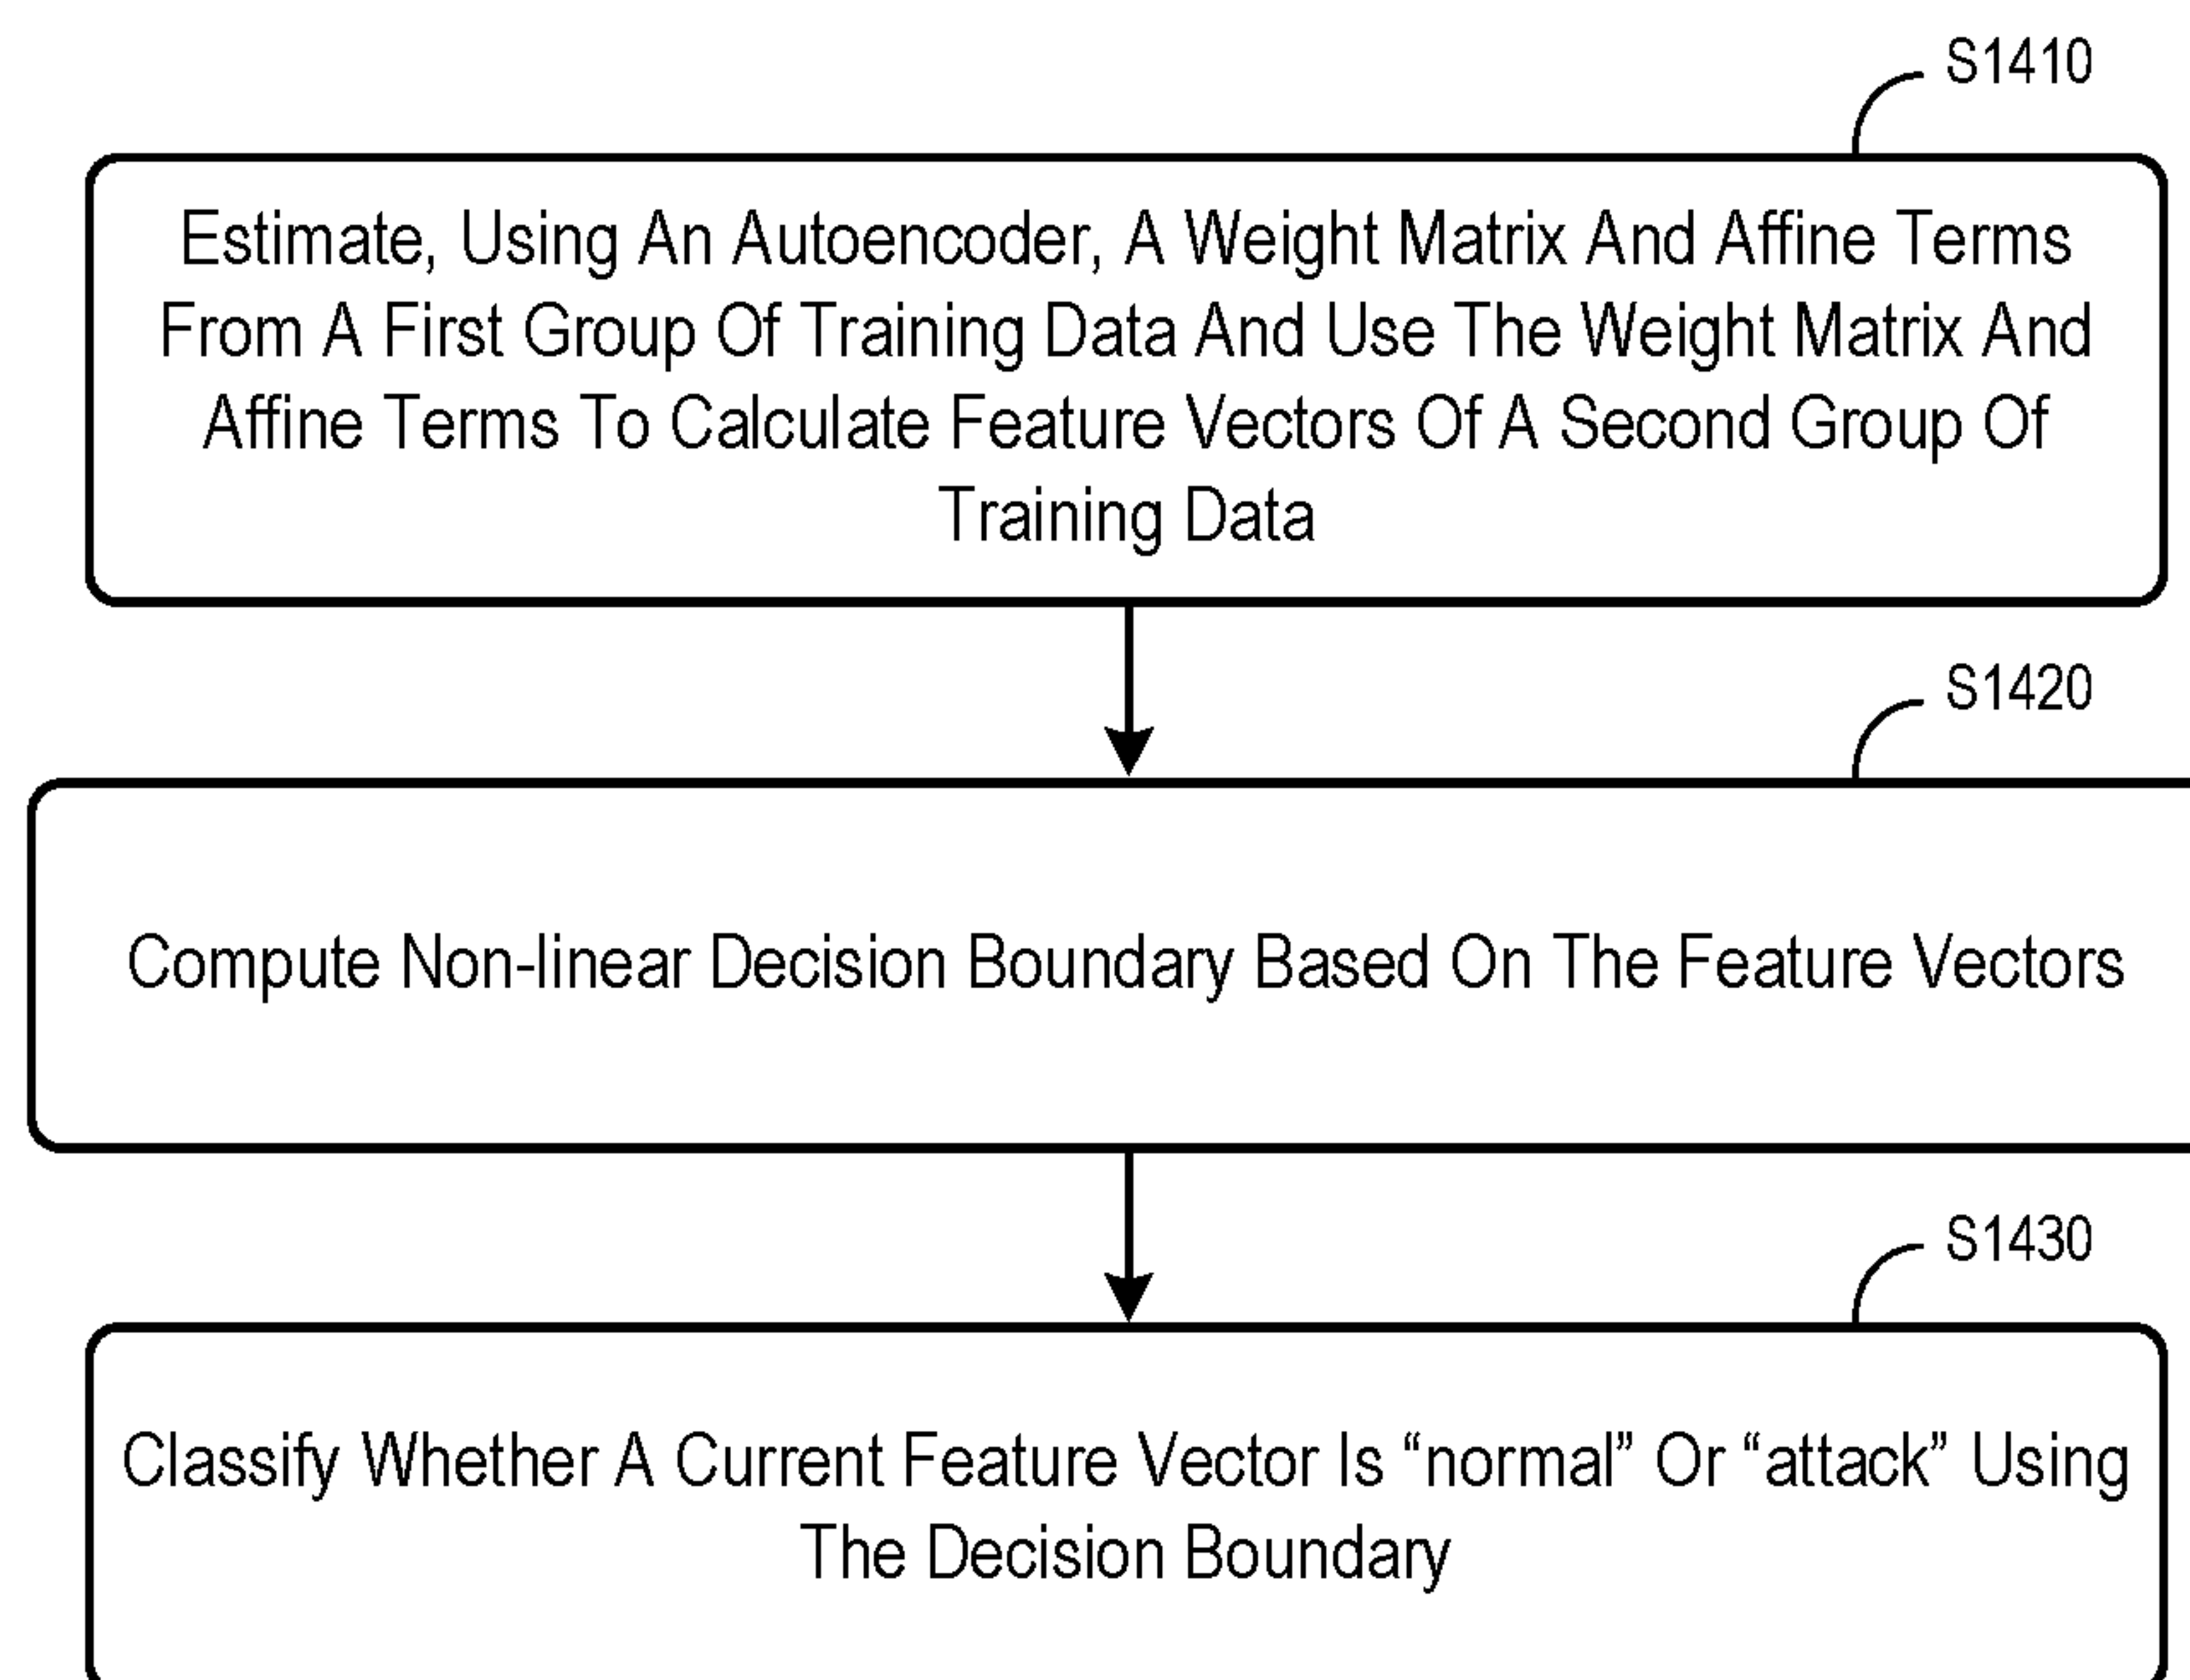 S1410
Estimate, Using An Autoencoder, A Weight Matrix And Affine Terms
From A First Group Of Training Data And Use The Weight Matrix And
Affine Terms To Calculate Feature Vectors Of A Second Group Of
Training Data
S1420
Compute Non-linear Decision Boundary Based On The Feature Vectors
S1430
Classify Whether A Current Feature Vector Is “normal” Or “attack” Using
The Decision Boundary